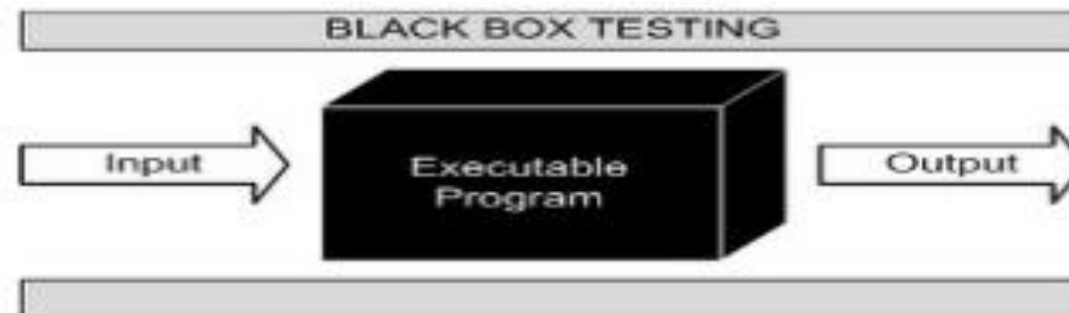 BLACK BOX TESTING
Input
Executable
Program
Output